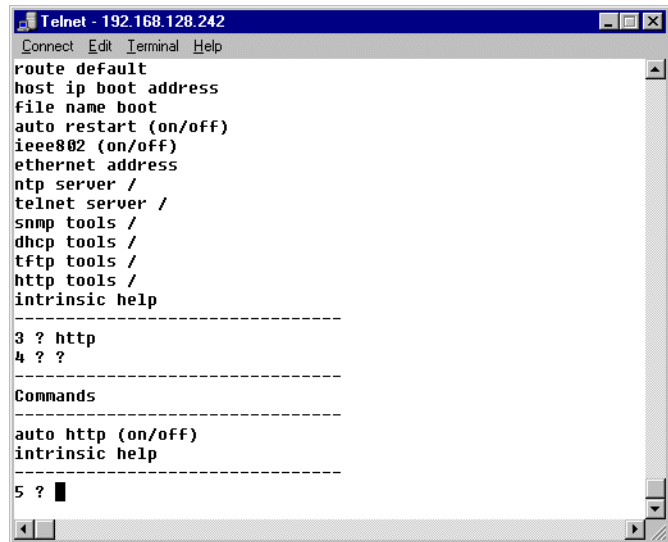 Telnet - 192.168.128.242
Connect Edit Terminal Help
route default
host ip boot address
file name boot
auto restart (on/off)
ieee802 (on/off)
ethernet address
ntp server /
telnet server /
snmp tools /
dhcp tools /
tftp tools /
http tools /
intrinsic help
--------------------------------
3 ? http
4 ? ?
--------------------------------
Commands
--------------------------------
auto http (on/off)
intrinsic help
--------------------------------
5 ?